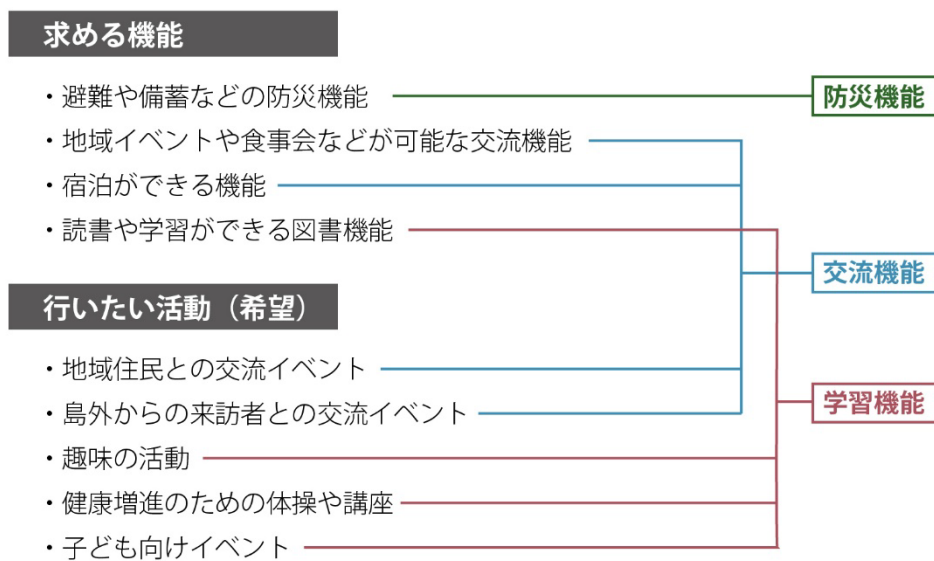 求める機能
・避難や備蓄などの防災機能
・地域イベントや食事会などが可能な交流機能
・宿泊ができる機能
・読書や学習ができる図書機能
行いたい活動（希望）
・地域住民との交流イベント
・島外からの来訪者との交流イベント
・趣味の活動
・健康増進のための体操や講座
・子ども向けイベント
防災機能
交流機能
学習機能